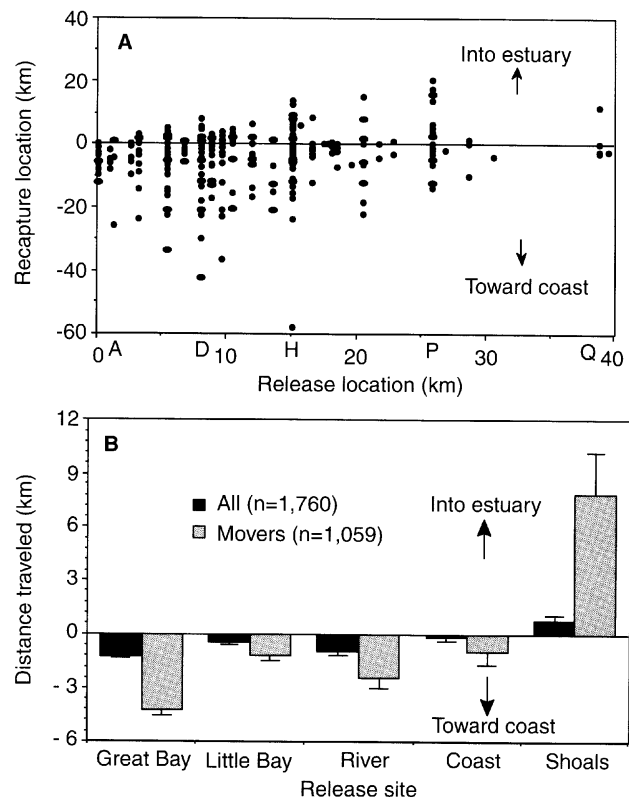 A
Into estuary
Toward coast
Recapture location (km)
40
20
0
-20
-40
-60
0 A D 10 H 20 P 30 Q 40
Release location (km)
B
All (n=1,760)
Movers (n=1,059)
Into estuary
Toward coast
Distance traveled (km)
12
9
6
3
0
-3
-6
Great Bay Little Bay River Coast Shoals
Release site